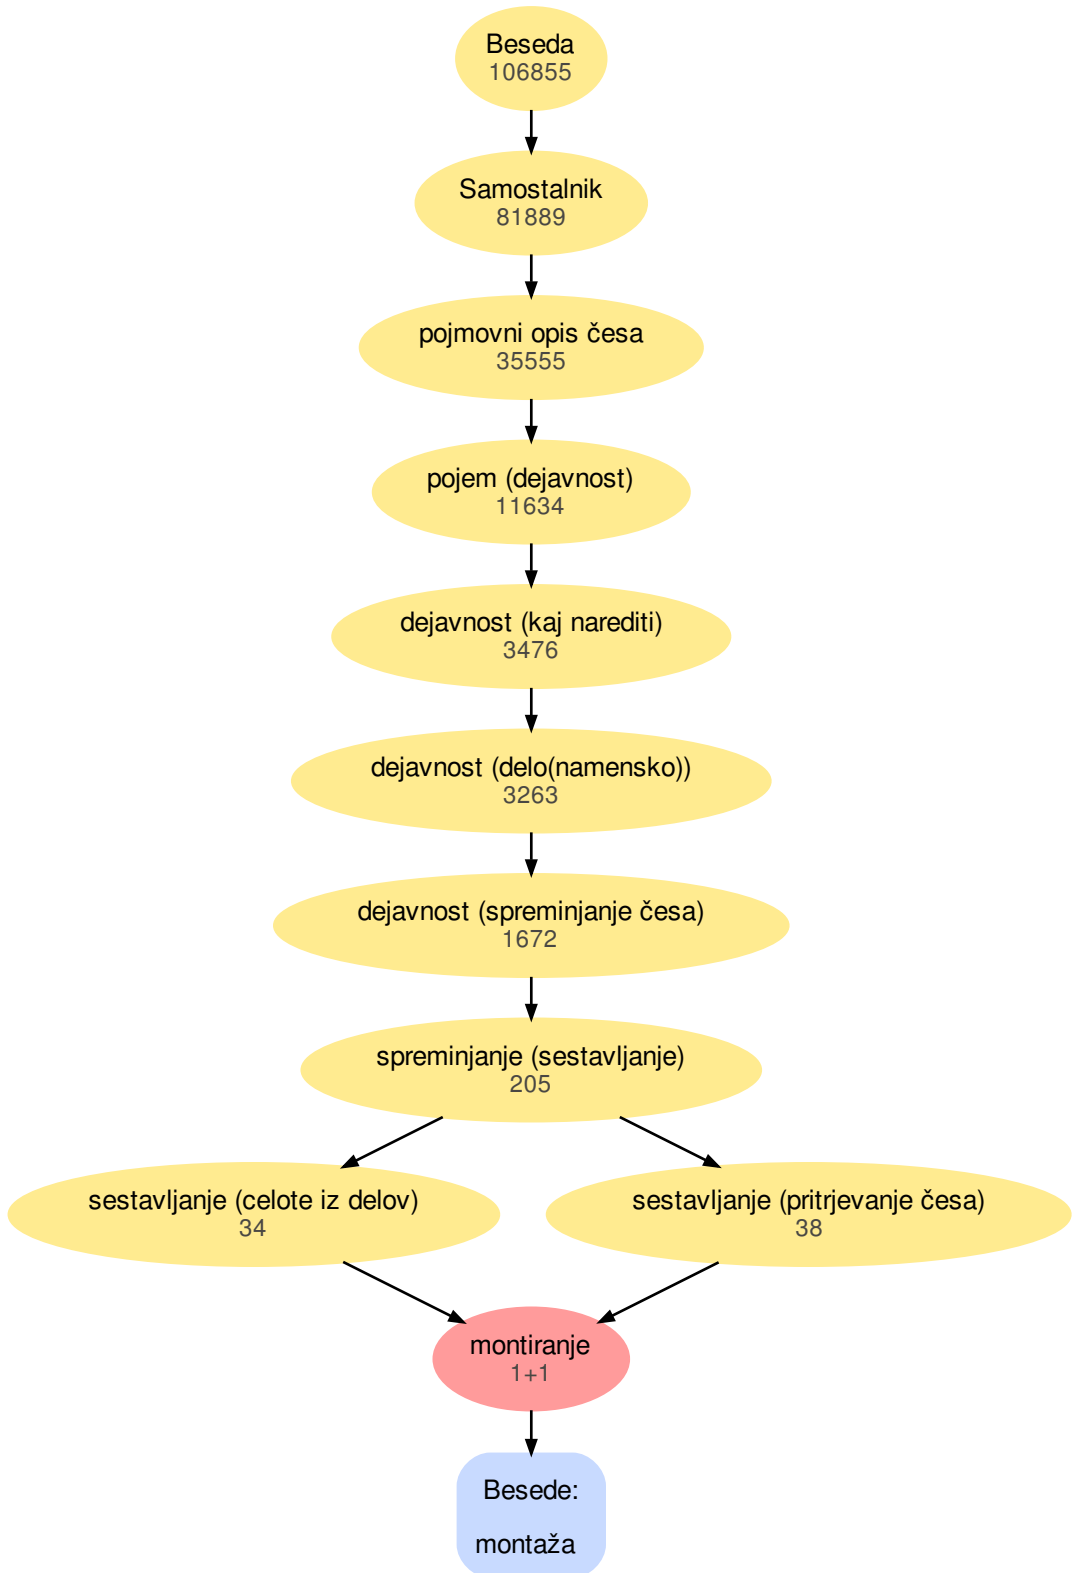 Beseda
106855
Samostalnik
81889
pojmovni opis česa
35555
pojem (dejavnost)
11634
dejavnost (kaj narediti)
3476
dejavnost (delo(namensko))
3263
dejavnost (spreminjanje česa)
1672
spreminjanje (sestavljanje)
205
sestavljanje (celote iz delov)
34
sestavljanje (pritrjevanje česa)
38
montiranje
1+1
Besede:
montaža